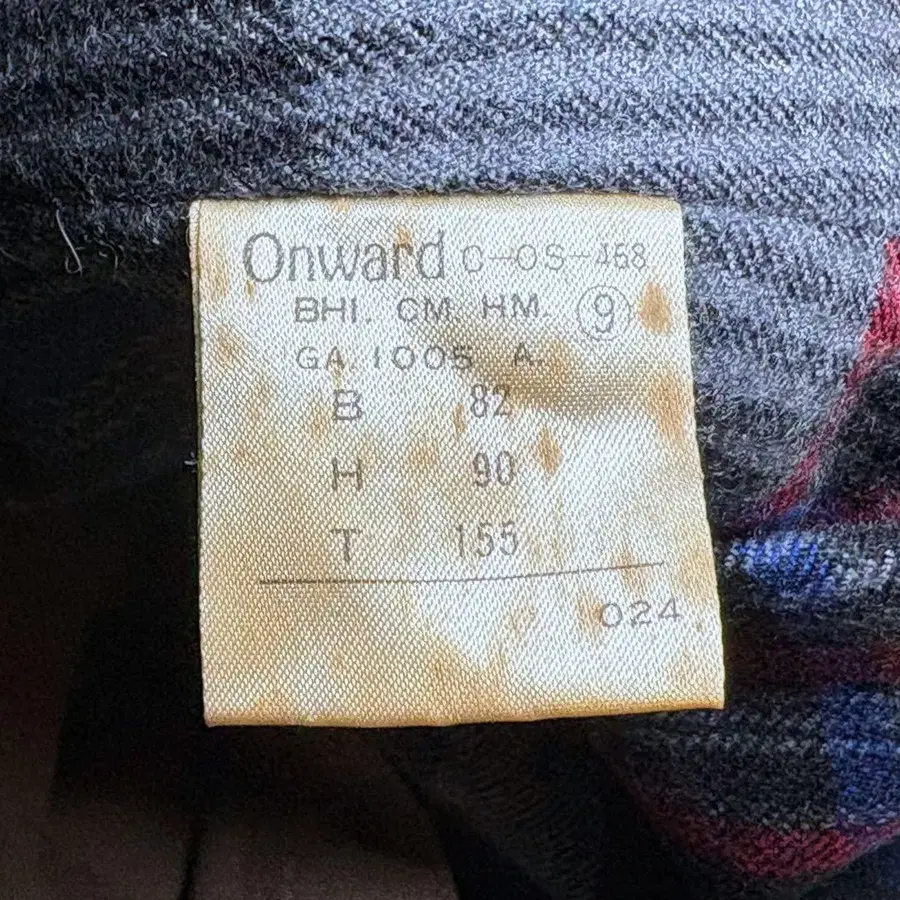 Onward C-OS-468
BHI. CM. HM. ⑨
GA.1005 A.
B 82
H 90
T 155
024